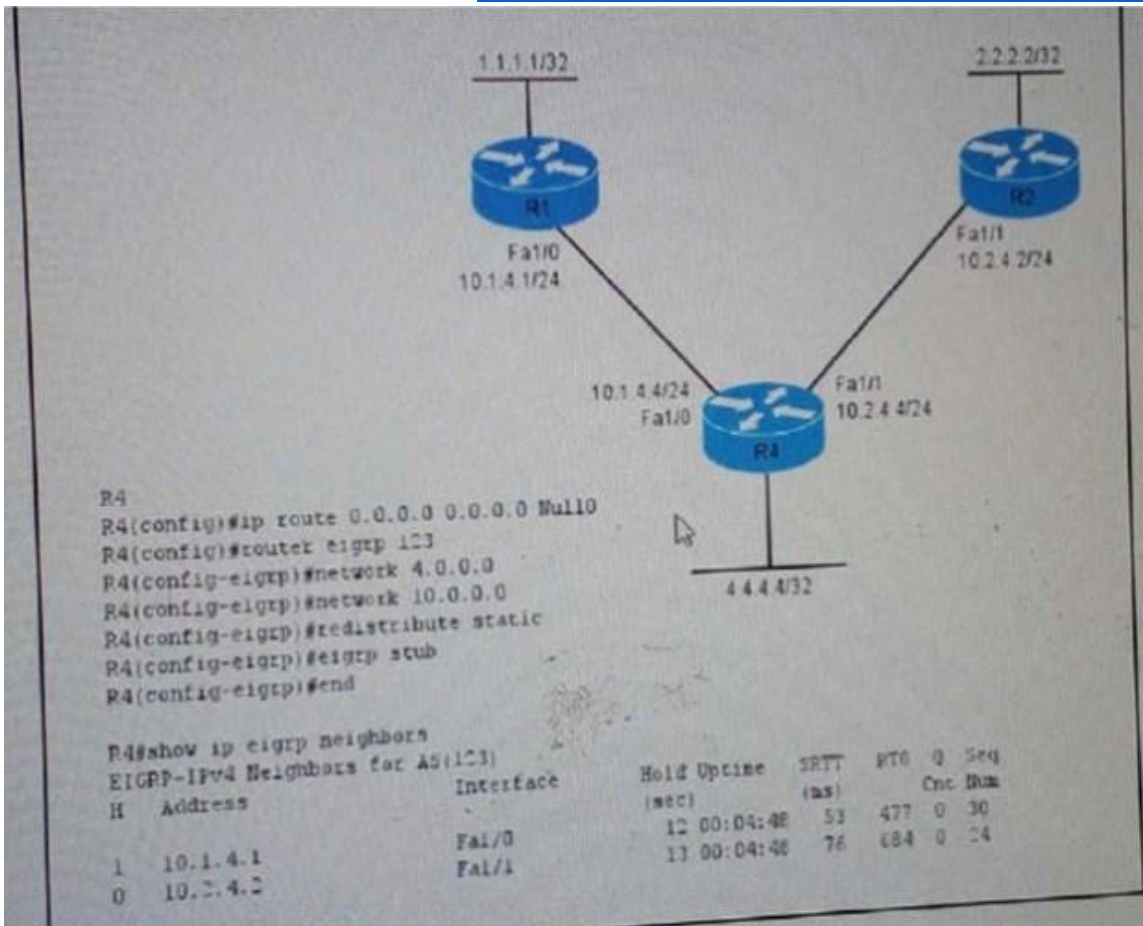 1.1.1.1/32
2.2.2.2/32
R1
R2
Fa1/0
10.1.4.1/24
Fa1/1
10.2.4.2/24
10.1.4.4/24
Fa1/0
Fa1/1
10.2.4.4/24
R4
4.4.4.4/32
R4
R4(config)#ip route 0.0.0.0 0.0.0.0 Null0
R4(config)#router eigrp 123
R4(config-eigrp)#network 4.0.0.0
R4(config-eigrp)#network 10.0.0.0
R4(config-eigrp)#redistribute static
R4(config-eigrp)#eigrp stub
R4(config-eigrp)#end
R4#show ip eigrp neighbors
EIGRP-IPv4 Neighbors for AS(123)
H Address Interface Hold Uptime SRTT RTO Q Seq
(sec) (ms) Cnt Num
1 10.1.4.1 Fa1/0 12 00:04:48 53 477 0 30
0 10.2.4.2 Fa1/1 13 00:04:48 76 684 0 24